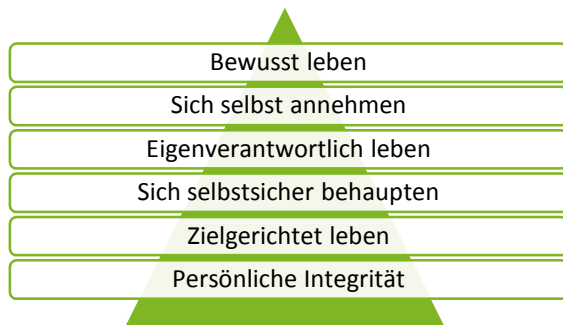 Bewusst leben
Sich selbst annehmen
Eigenverantwortlich leben
Sich selbstsicher behaupten
Zielgerichtet leben
Persönliche Integrität